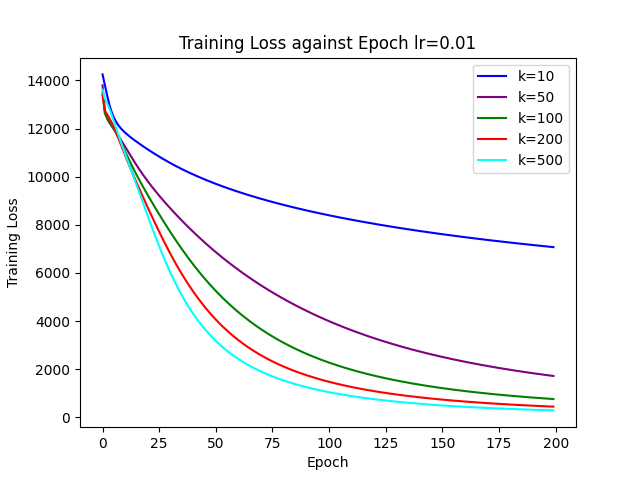 Training Loss against Epoch lr=0.01
14000
12000
10000
8000
6000
4000
2000
0
Training Loss
k=10
k=50
k=100
k=200
k=500
0 25 50 75 100 125 150 175 200
Epoch